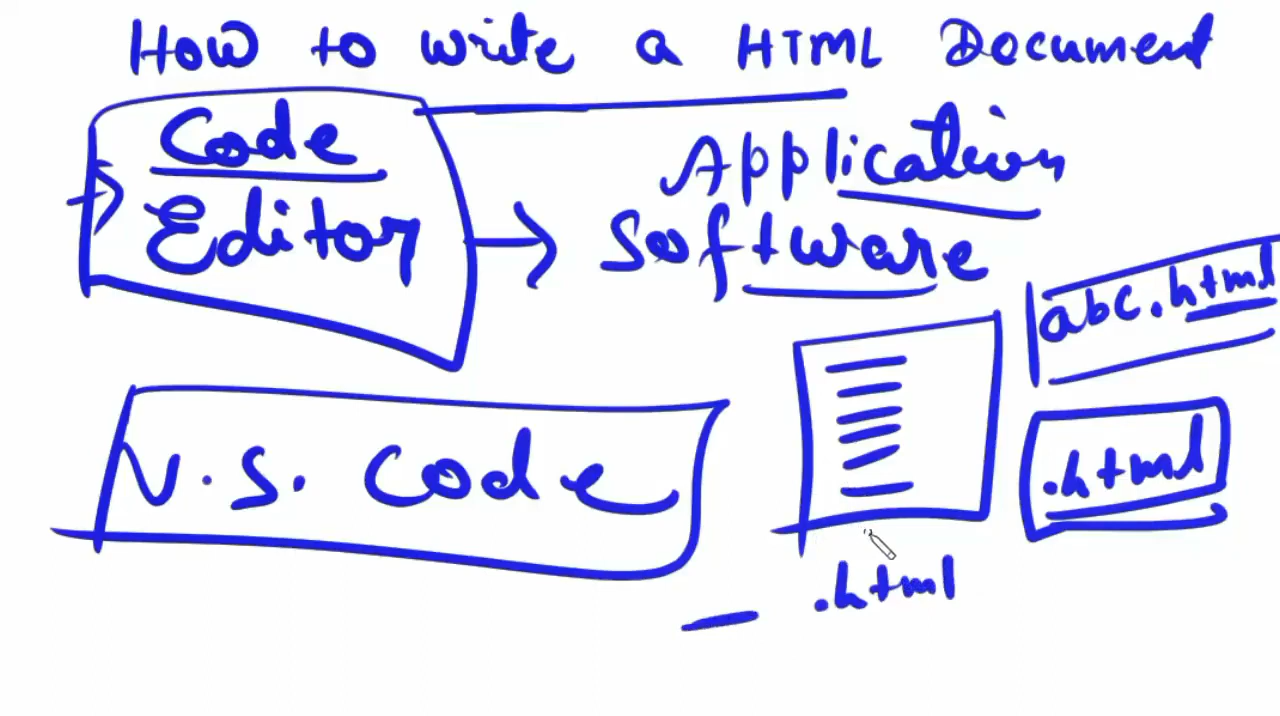 How to write a HTML Document
Code
Editor
Application
Software
abc.html
V.S. Code
.html
.html